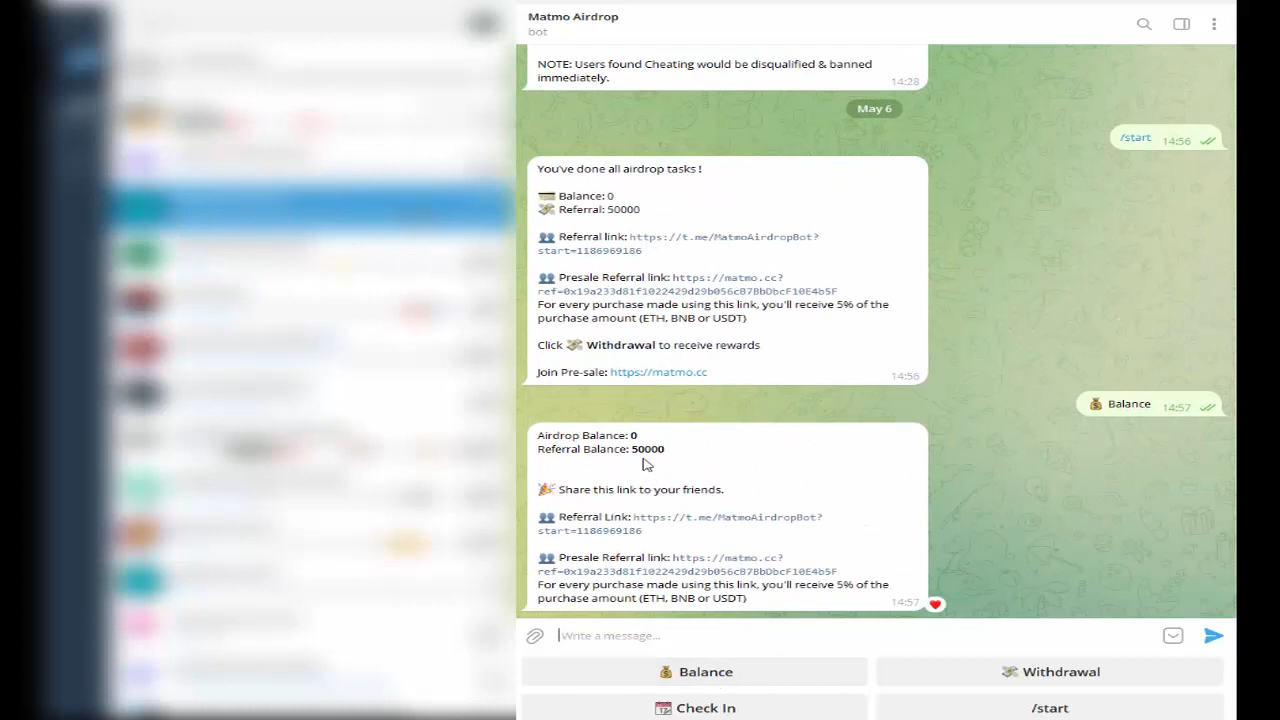 Matmo Airdrop
bot
NOTE: Users found Cheating would be disqualified & banned
immediately.
14:28
May 6
/start 14:56
You've done all airdrop tasks !
Balance: 0
Referral: 50000
Referral link: https://t.me/MatmoAirdropBot?
start=1186969186
Presale Referral link: https://matmo.cc?
ref=0x19a233d81f1022429d29b056cB7BbDbcF10E4b5F
For every purchase made using this link, you'll receive 5% of the
purchase amount (ETH, BNB or USDT)
Click 💸 Withdrawal to receive rewards
Join Pre-sale: https://matmo.cc
14:56
💰 Balance 14:57
Airdrop Balance: 0
Referral Balance: 50000
🎉 Share this link to your friends.
Referral Link: https://t.me/MatmoAirdropBot?
start=1186969186
Presale Referral link: https://matmo.cc?
ref=0x19a233d81f1022429d29b056cB7BbDbcF10E4b5F
For every purchase made using this link, you'll receive 5% of the
purchase amount (ETH, BNB or USDT)
14:57
Write a message...
💰 Balance
💸 Withdrawal
📅 Check In
/start